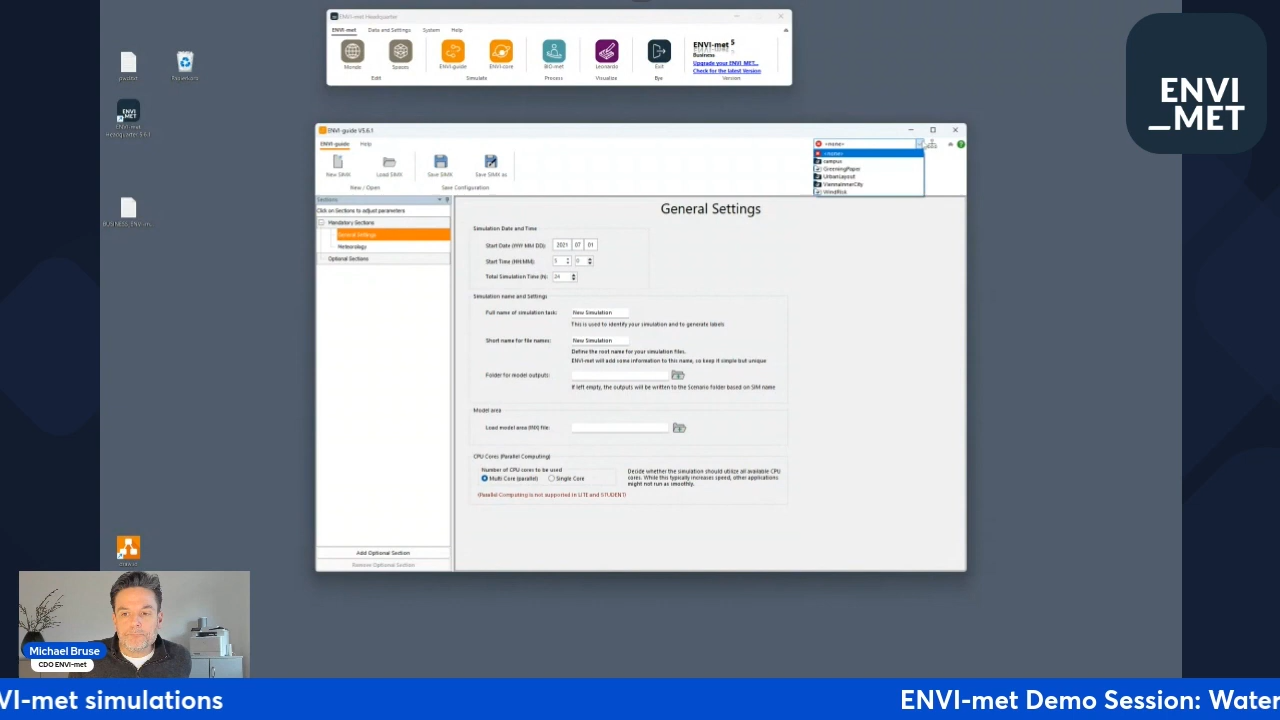 ENVI-met Headquarter
ENVI-met Data and Settings System Help
Monde Spaces ENVI-guide ENVI-core BIO-met Leonardo Exit
Edit Simulate Process Visualize Bye Version
ENVI-met 5
Business
Upgrade your ENVI_MET...
Check for the latest Version
Papierkorb
ENVI-met
Headquarter 5.6.1
ENVI
_MET
ENVI-guide V5.6.1
ENVI-guide Help
New SIMX Load SIMX Save SIMX Save SIMX as
New / Open Save Configuration
<none>
<none>
campus
GreeningPaper
UrbanLayout
ViennaInnerCity
WindRisk
Sections
Click on Sections to adjust parameters
Mandatory Sections
General Settings
Meteorology
Optional Sections
Add Optional Section
Remove Optional Section
General Settings
Simulation Date and Time
Start Date (YYYY MM DD): 2021 07 01
Start Time (HH:MM): 5 0
Total Simulation Time (h): 24
Simulation name and Settings
Full name of simulation task: New Simulation
This is used to identify your simulation and to generate labels
Short name for file names: New Simulation
Define the root name for your simulation files.
ENVI-met will add some information to this name, so keep it simple but unique
Folder for model outputs:
If left empty, the outputs will be written to the Scenario folder based on SIM name
Model area
Load model area (INX) file:
CPU Cores (Parallel Computing)
Number of CPU cores to be used
Multi Core (parallel) Single Core
Decide whether the simulation should utilize all available CPU
cores. While this typically increases speed, other applications
might not run as smoothly.
(Parallel Computing is not supported in LITE and STUDENT)
draw.io
Michael Bruse
CDO ENVI-met
VI-met simulations
ENVI-met Demo Session: Water